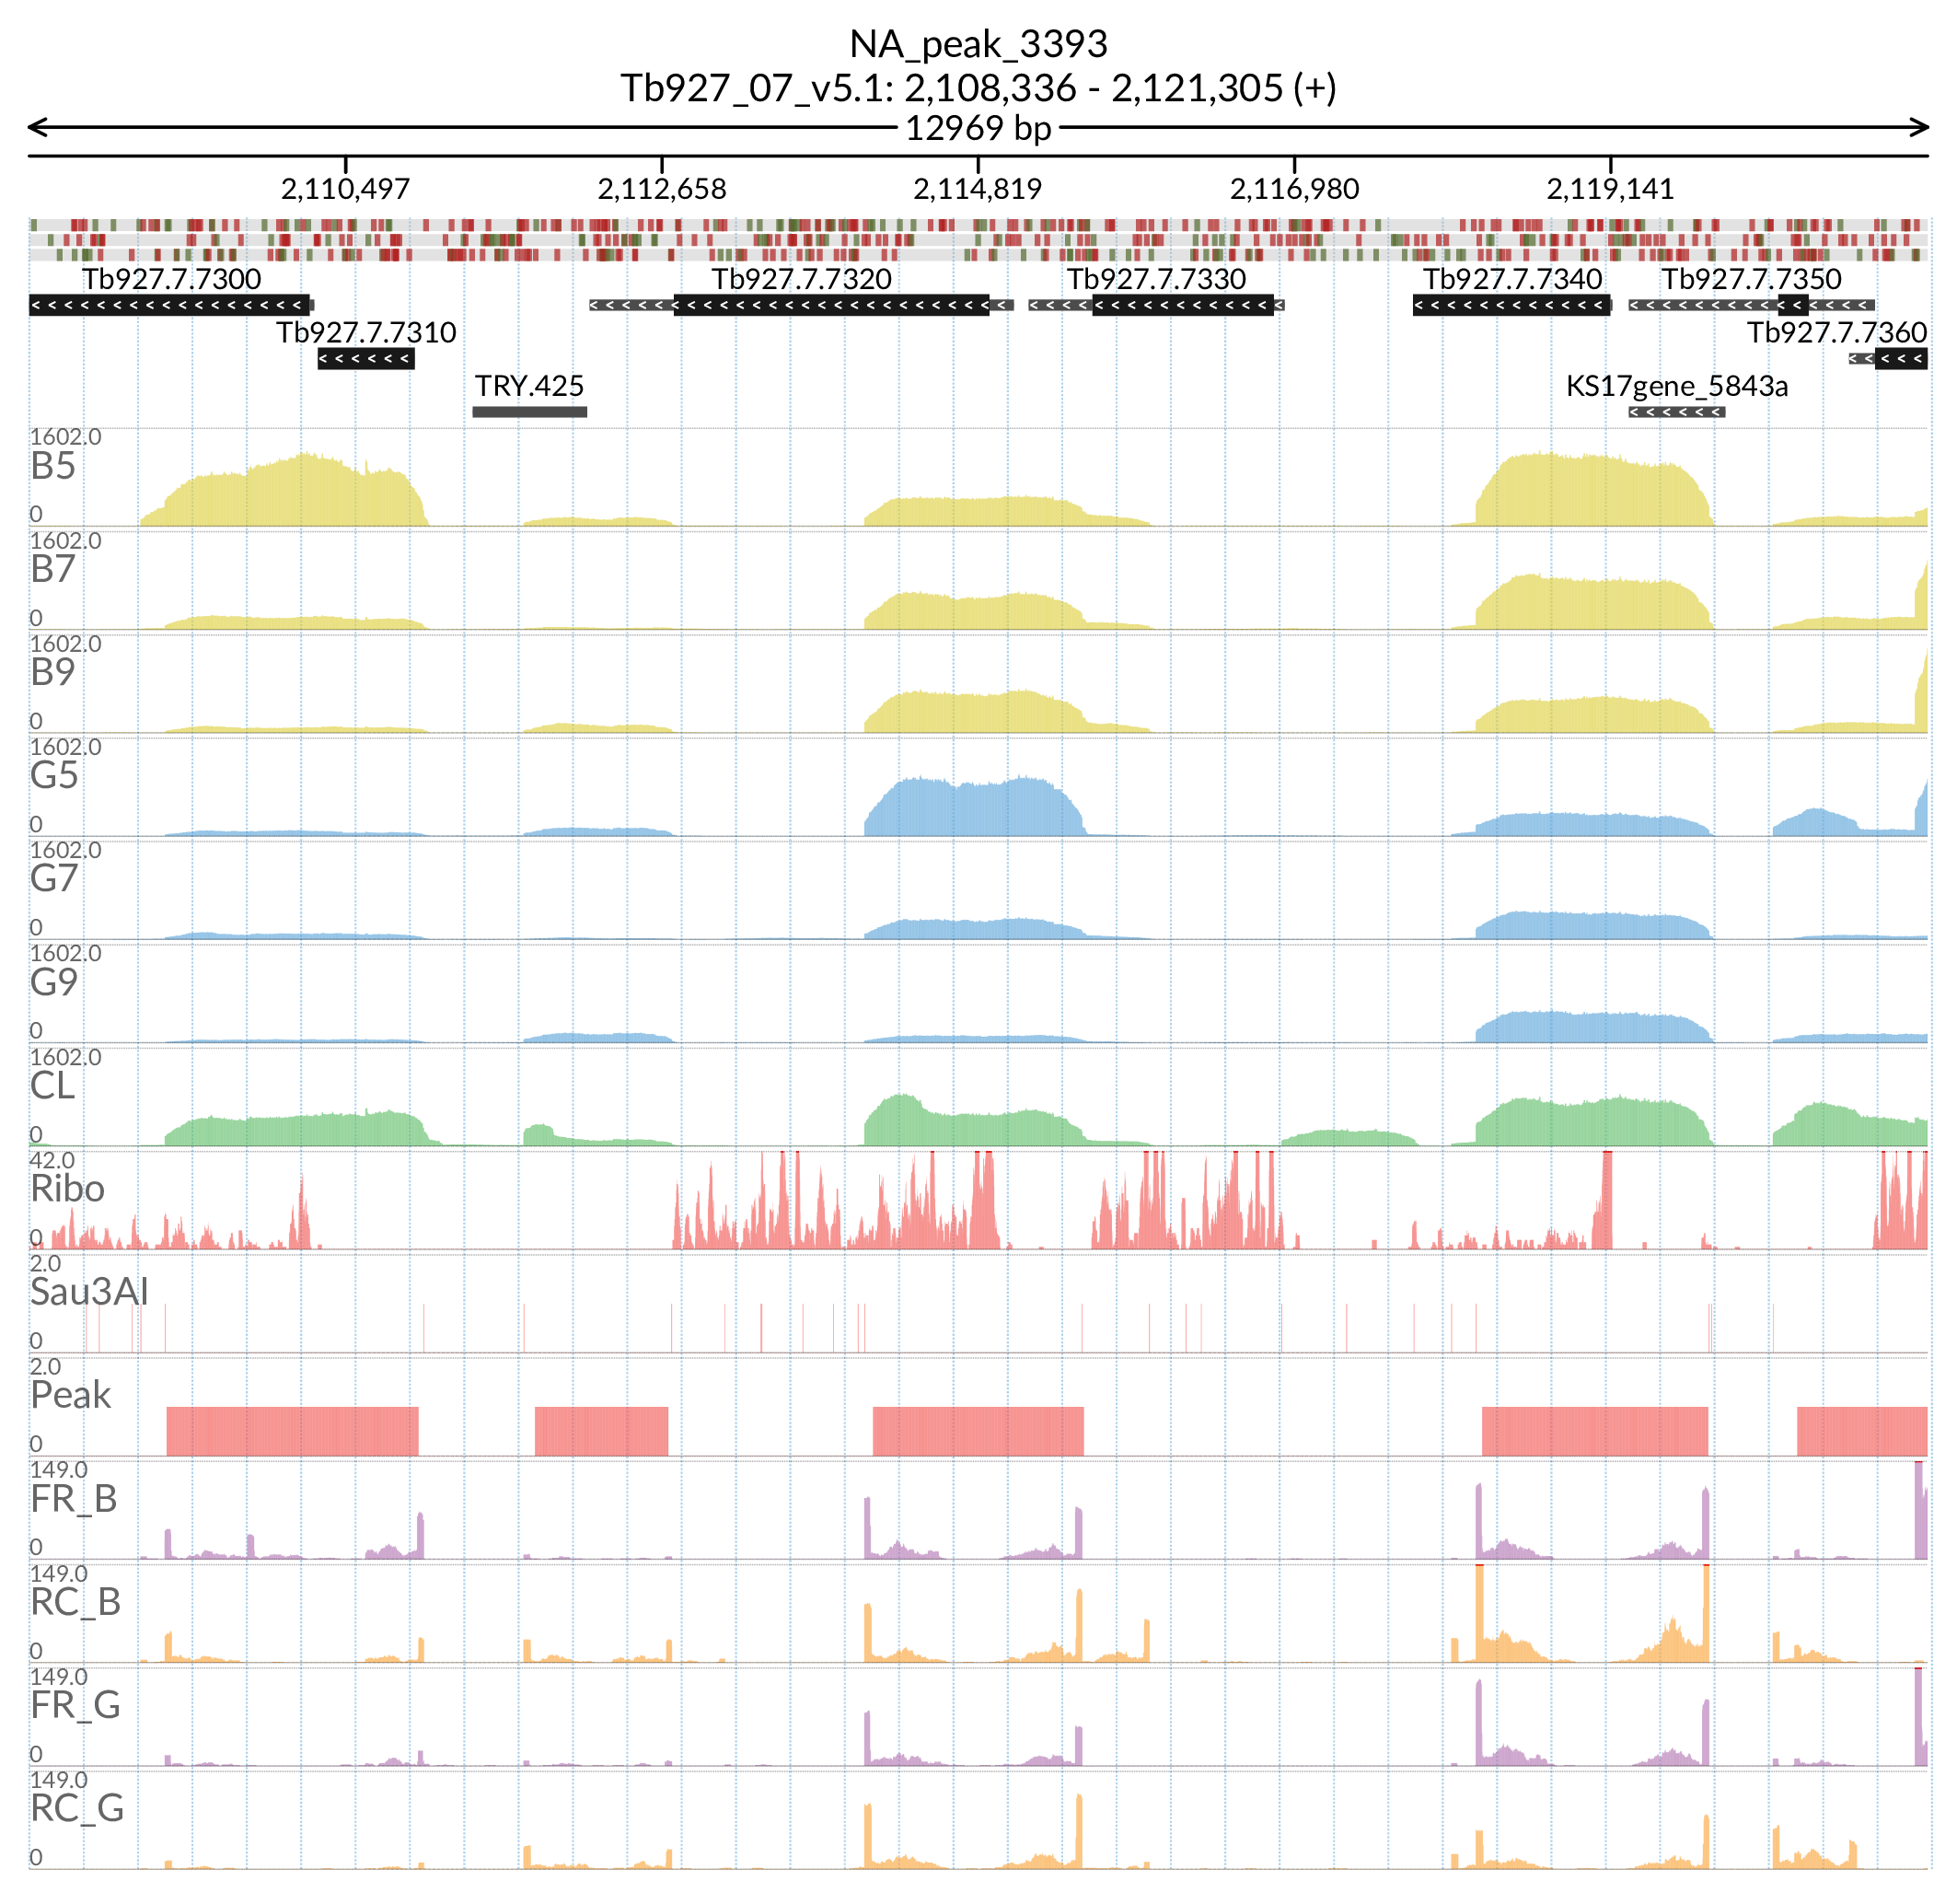 NA_peak_3393
Tb927_07_v5.1: 2,108,336 - 2,121,305 (+)
12969 bp
2,110,497 2,112,658 2,114,819 2,116,980 2,119,141
Tb927.7.7300 Tb927.7.7320 Tb927.7.7330 Tb927.7.7340 Tb927.7.7350
Tb927.7.7310 Tb927.7.7360
TRY.425 KS17gene_5843a
1602.0
B5
0
1602.0
B7
0
1602.0
B9
0
1602.0
G5
0
1602.0
G7
0
1602.0
G9
0
1602.0
CL
0
42.0
Ribo
0
2.0
Sau3AI
0
2.0
Peak
0
149.0
FR_B
0
149.0
RC_B
0
149.0
FR_G
0
149.0
RC_G
0